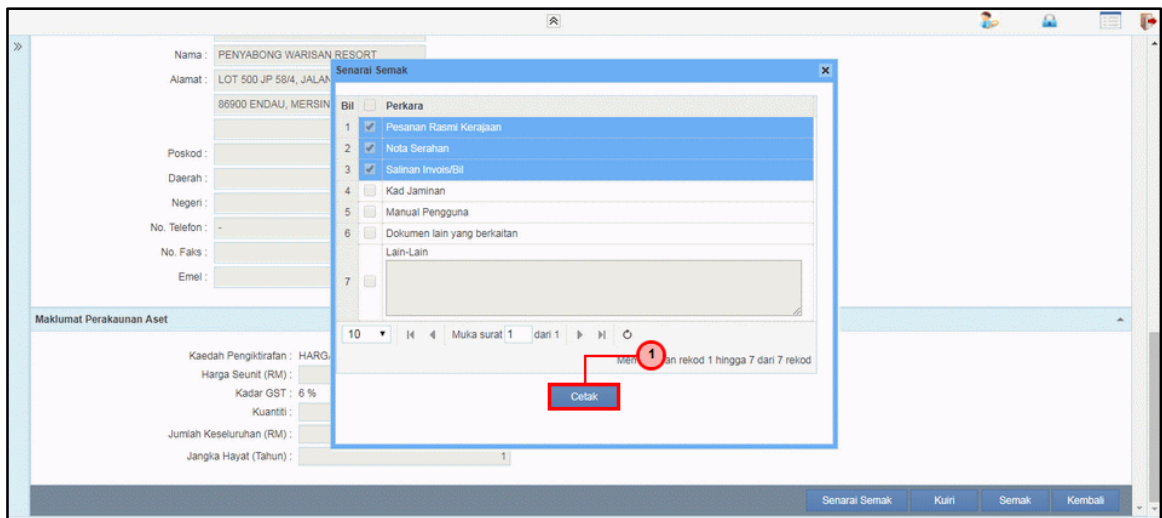 Nama : PENYABONG WARISAN RESORT
Alamat : LOT 500 JP 58/4, JALAN
86900 ENDAU, MERSIN
Poskod :
Daerah :
Negeri :
No. Telefon : -
No. Faks :
Emel :
Senarai Semak
Bil Perkara
1 Pesanan Rasmi Kerajaan
2 Nota Serahan
3 Salinan Invois/Bil
4 Kad Jaminan
5 Manual Pengguna
6 Dokumen lain yang berkaitan
7 Lain-Lain
10 Muka surat 1 dari 1
an rekod 1 hingga 7 dari 7 rekod
1
Cetak
Maklumat Perakaunan Aset
Kaedah Pengiktirafan : HARG
Harga Seunit (RM) :
Kadar GST : 6 %
Kuantiti :
Jumlah Keseluruhan (RM) :
Jangka Hayat (Tahun) : 1
Senarai Semak Kuiri Semak Kembali